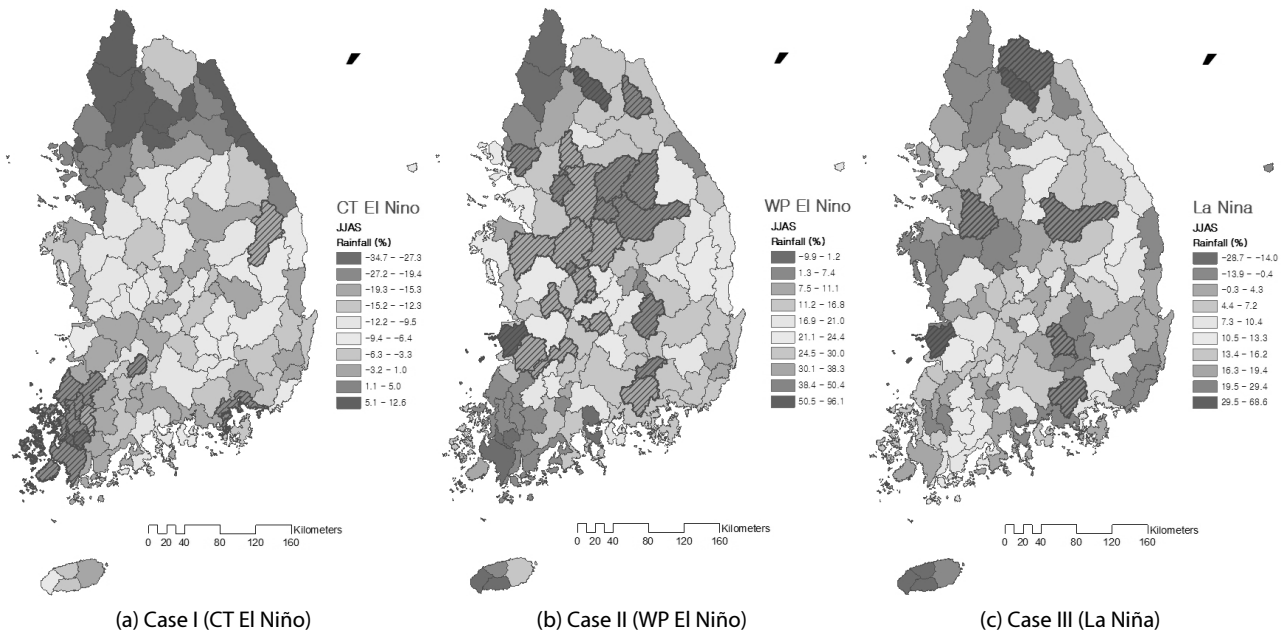 CT El Nino
JJAS
Rainfall (%)
-34.7 - -27.3
-27.2 - -19.4
-19.3 - -15.3
-15.2 - -12.3
-12.2 - -9.5
-9.4 - -6.4
-6.3 - -3.3
-3.2 - 1.0
1.1 - 5.0
5.1 - 12.6
Kilometers
0 20 40 80 120 160
(a) Case I (CT El Niño)
WP El Nino
JJAS
Rainfall (%)
-9.9 - 1.2
1.3 - 7.4
7.5 - 11.1
11.2 - 16.8
16.9 - 21.0
21.1 - 24.4
24.5 - 30.0
30.1 - 38.3
38.4 - 50.4
50.5 - 96.1
Kilometers
0 20 40 80 120 160
(b) Case II (WP El Niño)
La Nina
JJAS
Rainfall (%)
-28.7 - -14.0
-13.9 - -0.4
-0.3 - 4.3
4.4 - 7.2
7.3 - 10.4
10.5 - 13.3
13.4 - 16.2
16.3 - 19.4
19.5 - 29.4
29.5 - 68.6
Kilometers
0 20 40 80 120 160
(c) Case III (La Niña)